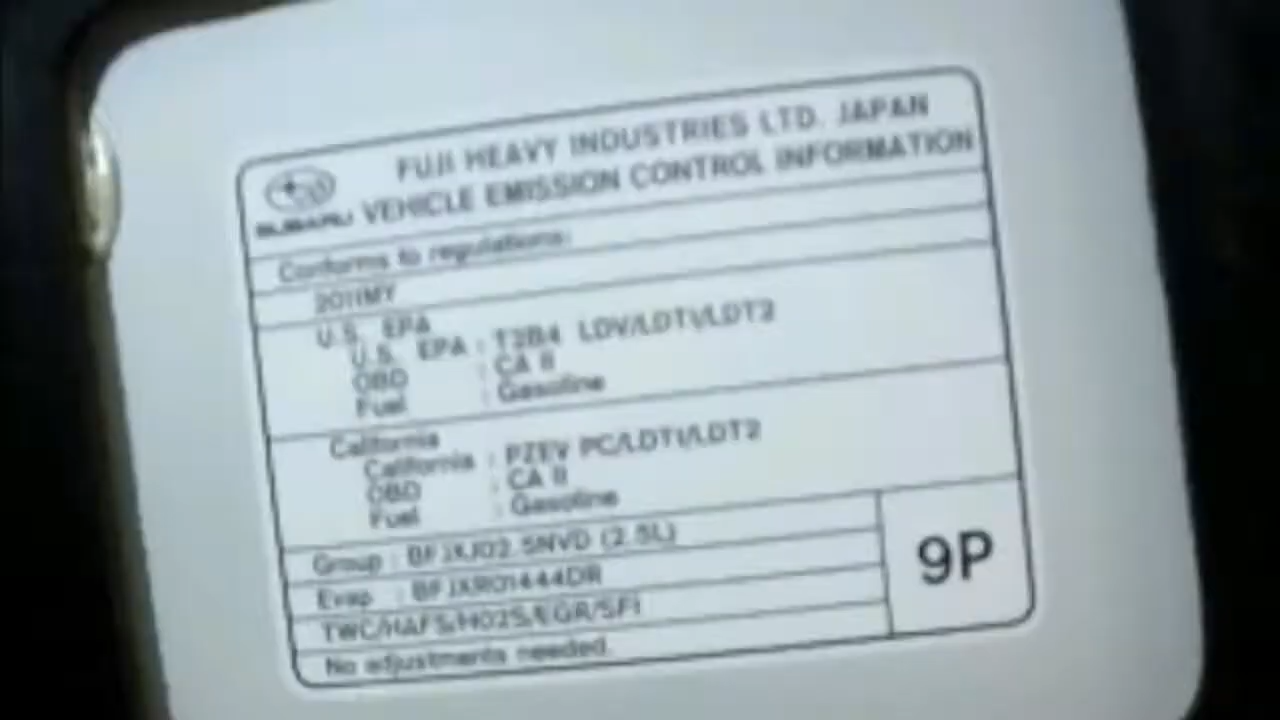 FUJI HEAVY INDUSTRIES LTD. JAPAN
SUBARU VEHICLE EMISSION CONTROL INFORMATION
Conforms to regulations:
2011MY
U.S. EPA
U.S. EPA : T2B4 LDV/LDT1/LDT2
OBD : CA II
Fuel : Gasoline
California
California : PZEV PC/LDT1/LDT2
OBD : CA II
Fuel : Gasoline
Group : BFJXJ02.5NVD (2.5L)
Evap : BFJXR01444DR
TWC/HAFS/HO2S/EGR/SFI
No adjustments needed.
9P